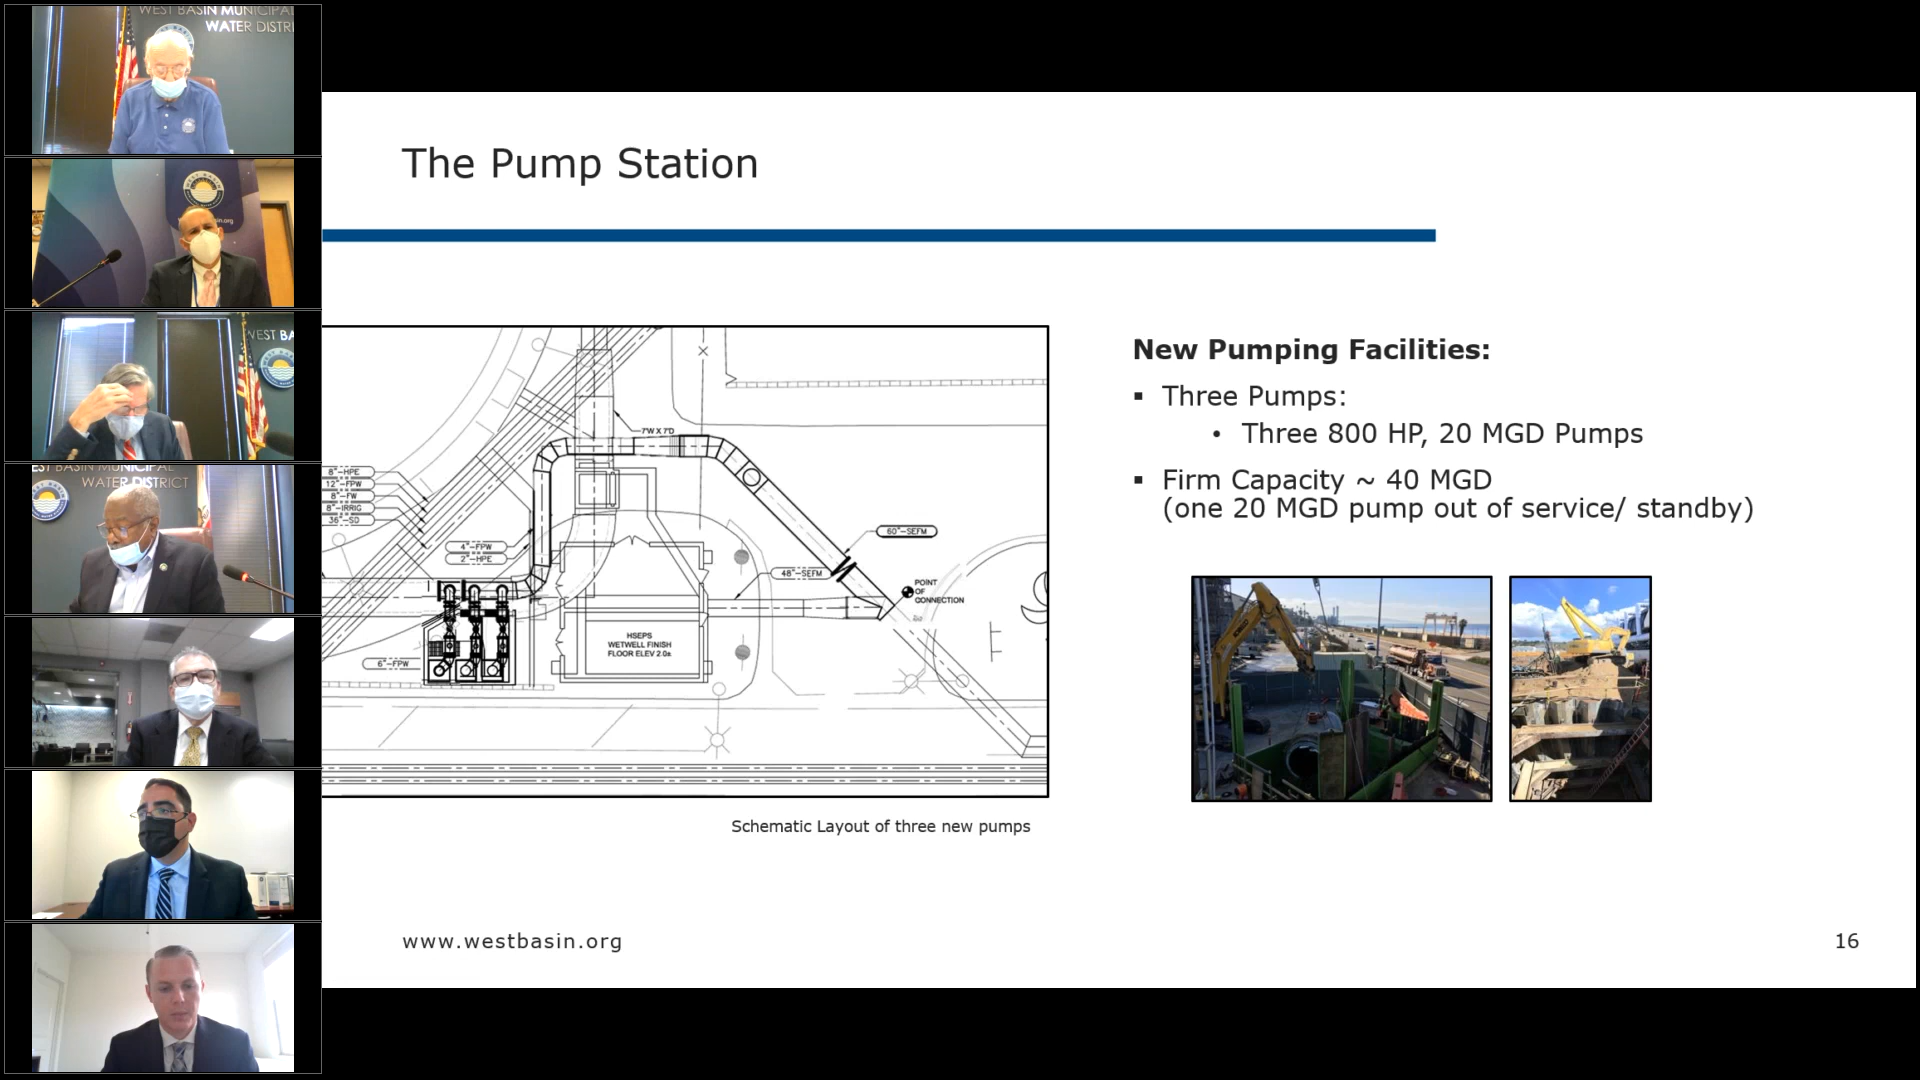 WEST BASIN MUNICIPAL
WATER DISTRI
WEST BA
WATER DISTRICT
The Pump Station
7'W X 7'D
8"-HPE
12"-FPW
8"-FW
8"-IRRIG
36"-SD
4"-FPW
2"-HPE
6"-FPW
60"-SEFM
48"-SEFM
POINT
OF
CONNECTION
HSEPS
WETWELL FINISH
FLOOR ELEV 2.0±
Schematic Layout of three new pumps
New Pumping Facilities:
▪ Three Pumps:
• Three 800 HP, 20 MGD Pumps
▪ Firm Capacity ~ 40 MGD
(one 20 MGD pump out of service/ standby)
www.westbasin.org
16